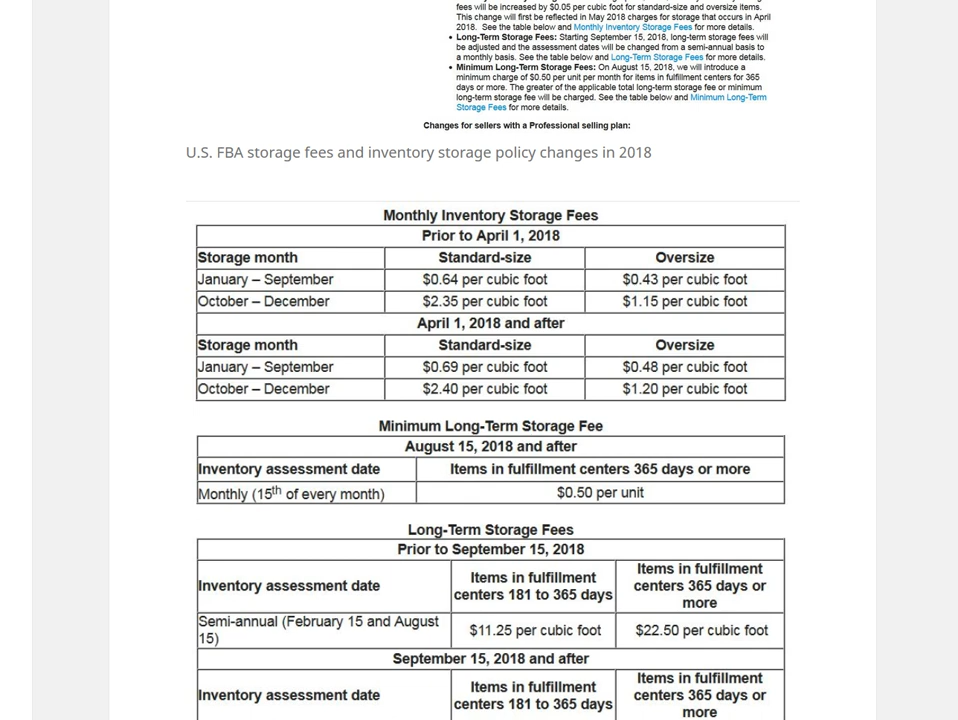 fees will be increased by $0.05 per cubic foot for standard-size and oversize items.
This change will first be reflected in May 2018 charges for storage that occurs in April
2018. See the table below and Monthly Inventory Storage Fees for more details.
• Long-Term Storage Fees: Starting September 15, 2018, long-term storage fees will
be adjusted and the assessment dates will be changed from a semi-annual basis to
a monthly basis. See the table below and Long-Term Storage Fees for more details.
• Minimum Long-Term Storage Fees: On August 15, 2018, we will introduce a
minimum charge of $0.50 per unit per month for items in fulfillment centers for 365
days or more. The greater of the applicable total long-term storage fee or minimum
long-term storage fee will be charged. See the table below and Minimum Long-Term
Storage Fees for more details.
Changes for sellers with a Professional selling plan:
U.S. FBA storage fees and inventory storage policy changes in 2018
Monthly Inventory Storage Fees
Prior to April 1, 2018
Storage month Standard-size Oversize
January – September $0.64 per cubic foot $0.43 per cubic foot
October – December $2.35 per cubic foot $1.15 per cubic foot
April 1, 2018 and after
Storage month Standard-size Oversize
January – September $0.69 per cubic foot $0.48 per cubic foot
October – December $2.40 per cubic foot $1.20 per cubic foot
Minimum Long-Term Storage Fee
August 15, 2018 and after
Inventory assessment date Items in fulfillment centers 365 days or more
Monthly (15th of every month) $0.50 per unit
Long-Term Storage Fees
Prior to September 15, 2018
Inventory assessment date
Items in fulfillment
centers 181 to 365 days
Items in fulfillment
centers 365 days or
more
Semi-annual (February 15 and August
15)
$11.25 per cubic foot $22.50 per cubic foot
September 15, 2018 and after
Inventory assessment date
Items in fulfillment
centers 181 to 365 days
Items in fulfillment
centers 365 days or
more